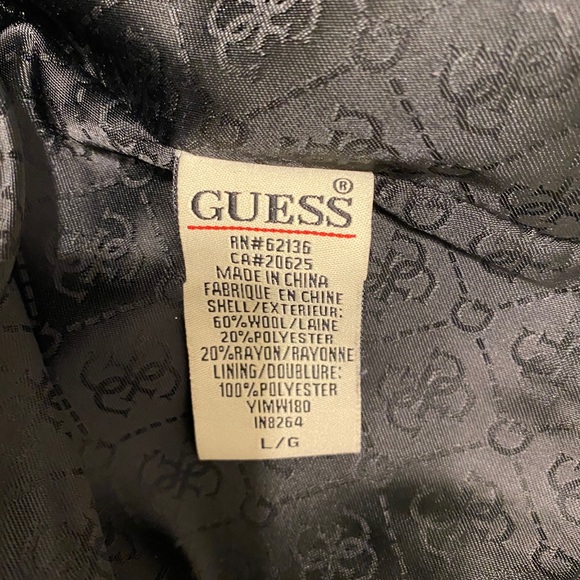 GUESS®
RN#62136
CA#20625
MADE IN CHINA
FABRIQUE EN CHINE
SHELL/EXTERIEUR:
60%WOOL/LAINE
20%POLYESTER
20%RAYON/RAYONNE
LINING/DOUBLURE:
100%POLYESTER
YIMW180
IN8264
L/G